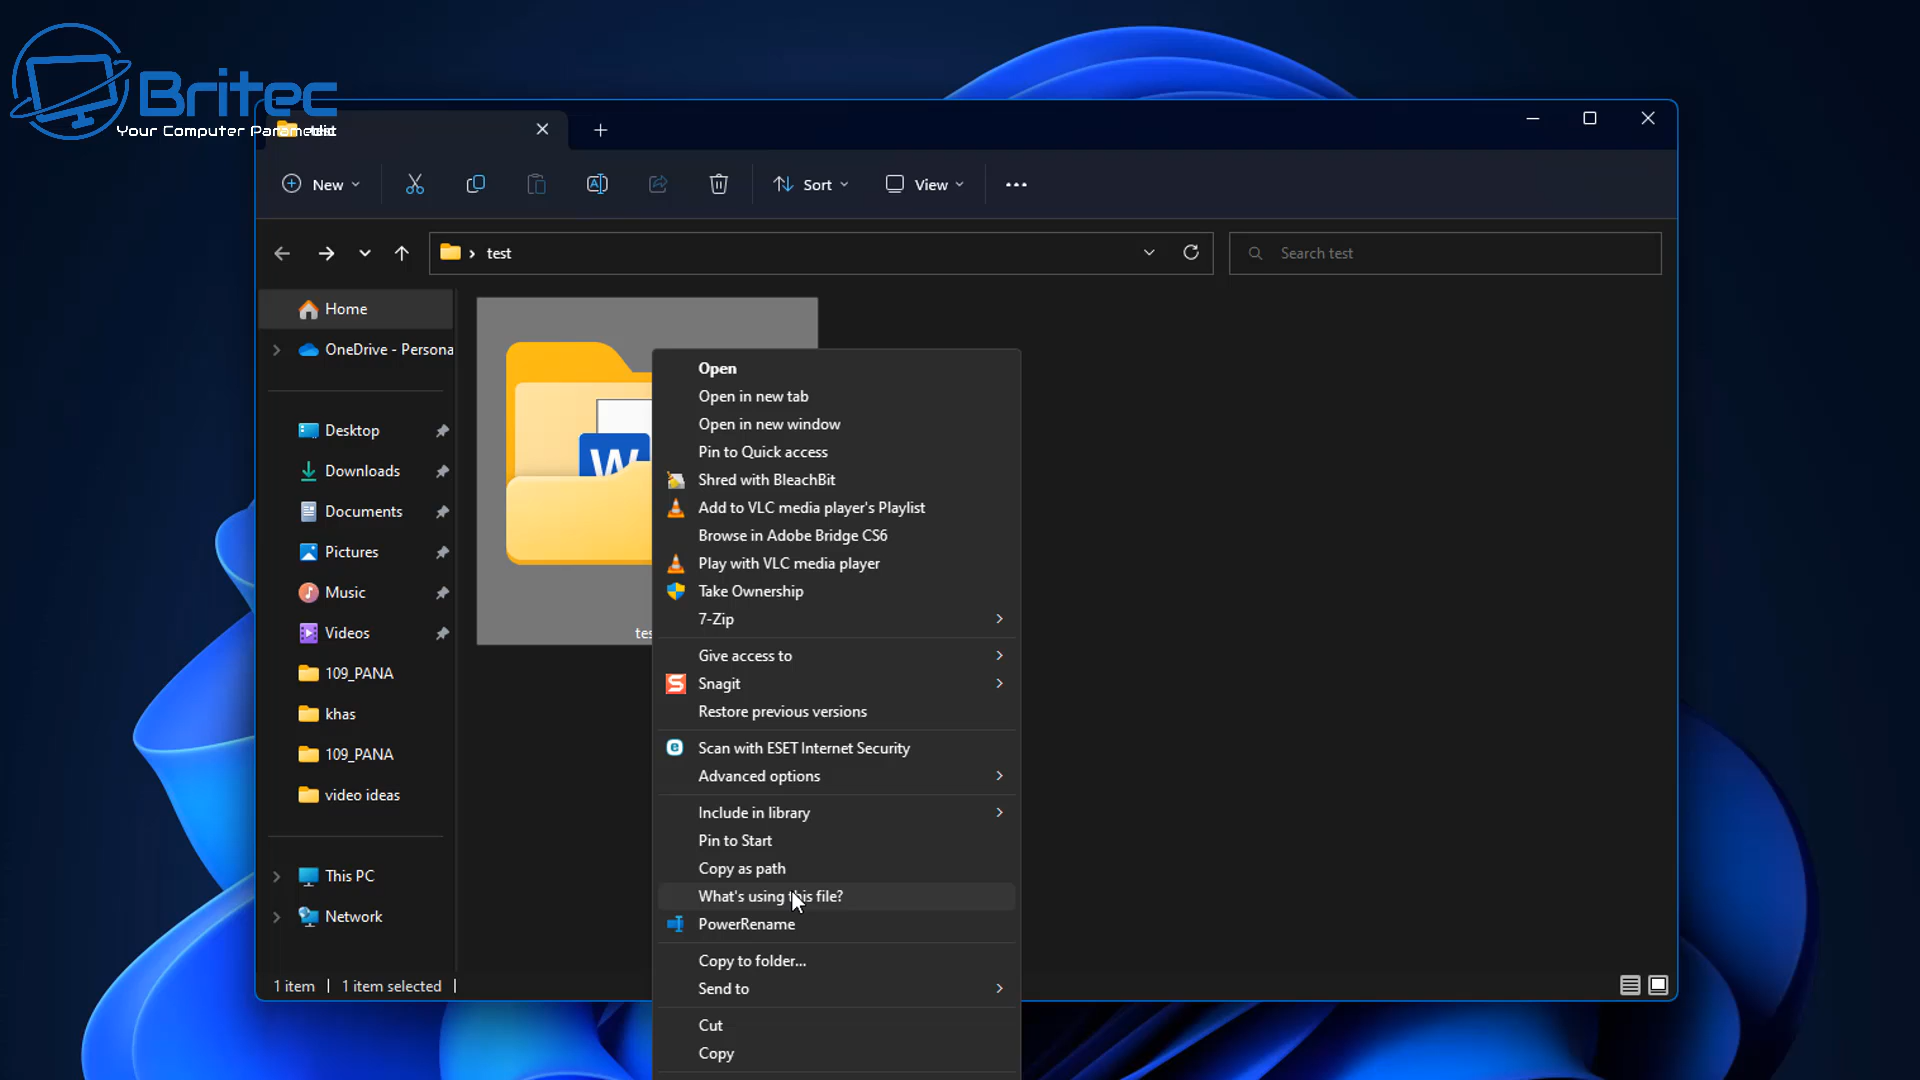 Britec
Your Computer Paramedic
New
Sort
View
test
Search test
Home
OneDrive - Persona
Desktop
Downloads
Documents
Pictures
Music
Videos
109_PANA
khas
109_PANA
video ideas
This PC
Network
W
tes
Open
Open in new tab
Open in new window
Pin to Quick access
Shred with BleachBit
Add to VLC media player's Playlist
Browse in Adobe Bridge CS6
Play with VLC media player
Take Ownership
7-Zip
Give access to
Snagit
Restore previous versions
Scan with ESET Internet Security
Advanced options
Include in library
Pin to Start
Copy as path
What's using this file?
PowerRename
Copy to folder...
Send to
Cut
Copy
1 item
1 item selected